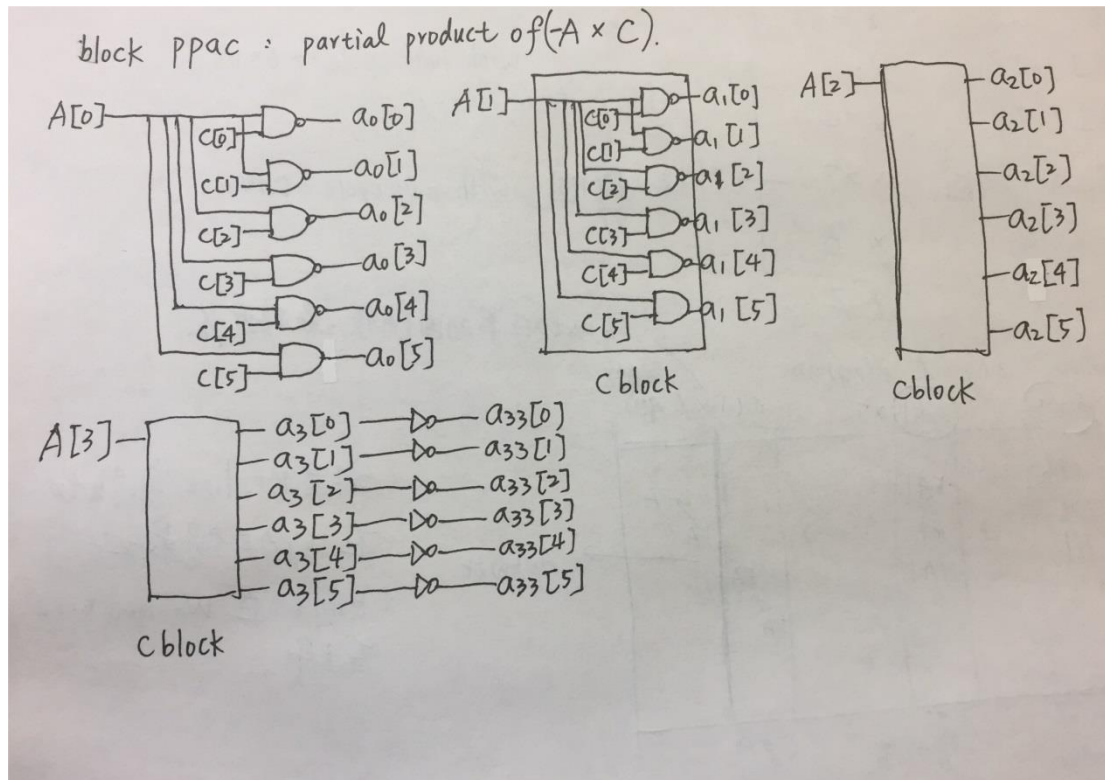 block ppac : partial product of (-A × C).
A[0]
C[0]
a0[0]
C[1]
a0[1]
C[2]
a0[2]
C[3]
a0[3]
C[4]
a0[4]
C[5]
a0[5]
A[1]
C[0]
a1[0]
C[1]
a1[1]
C[2]
a1[2]
C[3]
a1[3]
C[4]
a1[4]
C[5]
a1[5]
C block
A[2]
a2[0]
a2[1]
a2[2]
a2[3]
a2[4]
a2[5]
C block
A[3]
a3[0] a33[0]
a3[1] a33[1]
a3[2] a33[2]
a3[3] a33[3]
a3[4] a33[4]
a3[5] a33[5]
C block